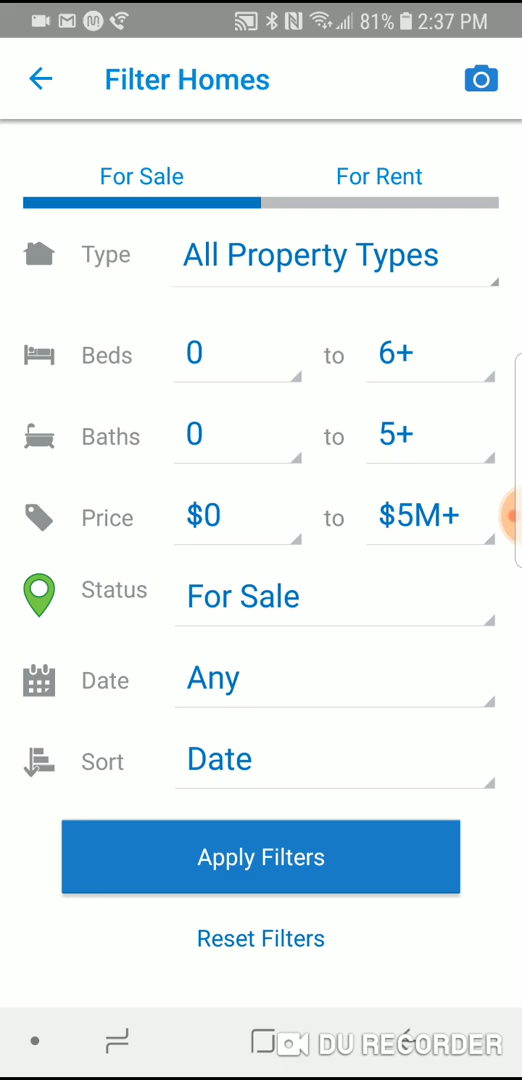 81% 2:37 PM
Filter Homes
For Sale For Rent
Type All Property Types
Beds 0 to 6+
Baths 0 to 5+
Price $0 to $5M+
Status For Sale
Date Any
Sort Date
Apply Filters
Reset Filters
DU RECORDER